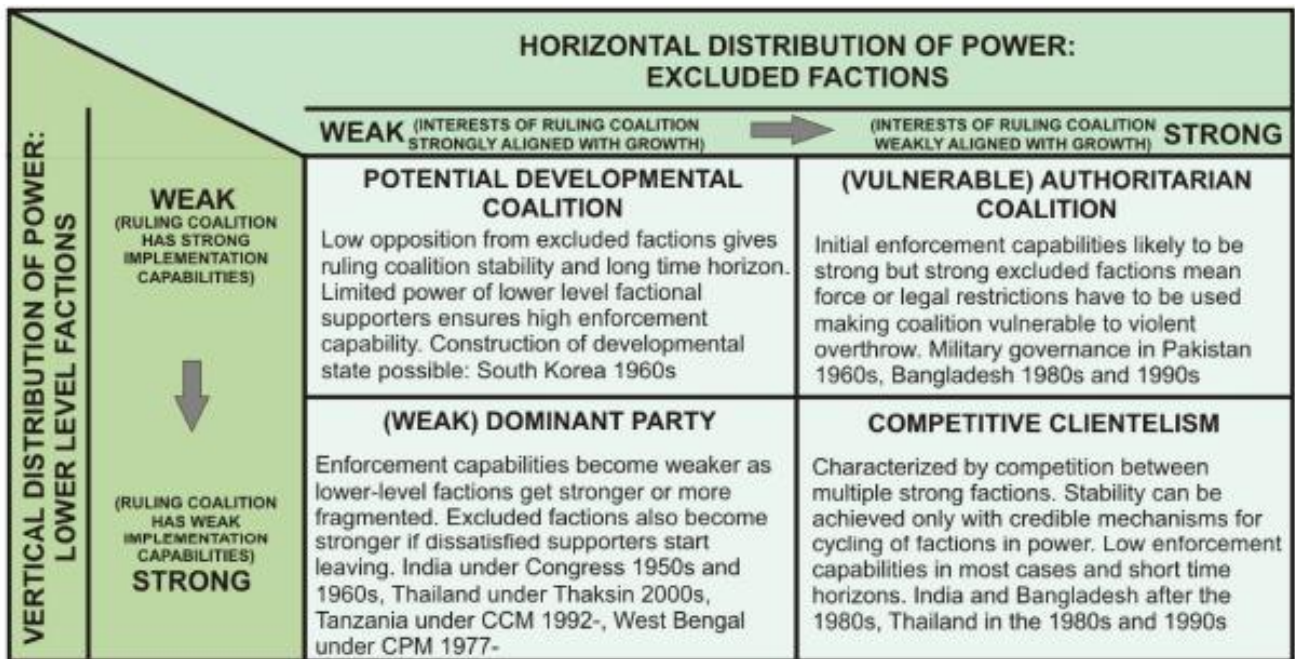 HORIZONTAL DISTRIBUTION OF POWER:
EXCLUDED FACTIONS
WEAK (INTERESTS OF RULING COALITION
STRONGLY ALIGNED WITH GROWTH)
(INTERESTS OF RULING COALITION
WEAKLY ALIGNED WITH GROWTH) STRONG
VERTICAL DISTRIBUTION OF POWER:
LOWER LEVEL FACTIONS
WEAK
(RULING COALITION
HAS STRONG
IMPLEMENTATION
CAPABILITIES)
POTENTIAL DEVELOPMENTAL
COALITION
Low opposition from excluded factions gives
ruling coalition stability and long time horizon.
Limited power of lower level factional
supporters ensures high enforcement
capability. Construction of developmental
state possible: South Korea 1960s
(VULNERABLE) AUTHORITARIAN
COALITION
Initial enforcement capabilities likely to be
strong but strong excluded factions mean
force or legal restrictions have to be used
making coalition vulnerable to violent
overthrow. Military governance in Pakistan
1960s, Bangladesh 1980s and 1990s
(RULING COALITION
HAS WEAK
IMPLEMENTATION
CAPABILITIES)
STRONG
(WEAK) DOMINANT PARTY
Enforcement capabilities become weaker as
lower-level factions get stronger or more
fragmented. Excluded factions also become
stronger if dissatisfied supporters start
leaving. India under Congress 1950s and
1960s, Thailand under Thaksin 2000s,
Tanzania under CCM 1992-, West Bengal
under CPM 1977-
COMPETITIVE CLIENTELISM
Characterized by competition between
multiple strong factions. Stability can be
achieved only with credible mechanisms for
cycling of factions in power. Low enforcement
capabilities in most cases and short time
horizons. India and Bangladesh after the
1980s, Thailand in the 1980s and 1990s